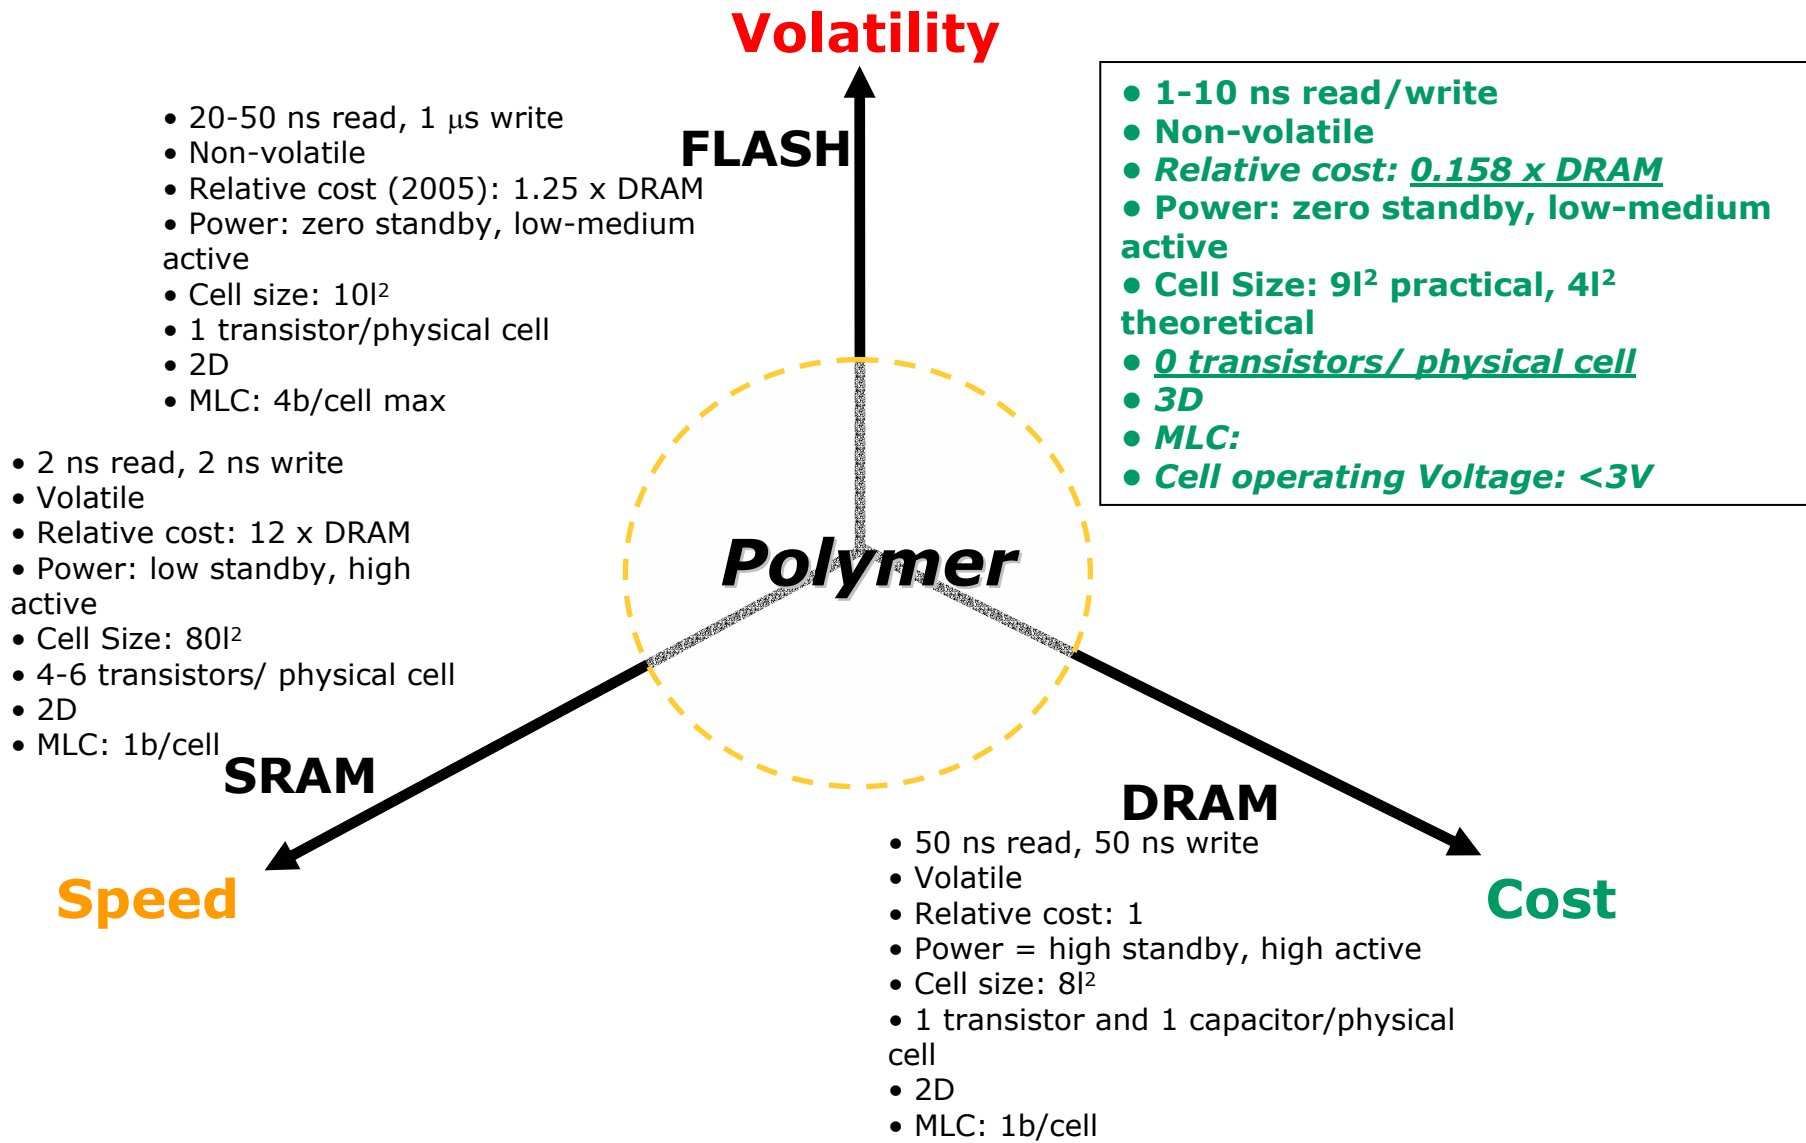 Volatility
• 20-50 ns read, 1 μs write
• Non-volatile
• Relative cost (2005): 1.25 x DRAM
• Power: zero standby, low-medium
active
• Cell size: 10l²
• 1 transistor/physical cell
• 2D
• MLC: 4b/cell max
FLASH
• 1-10 ns read/write
• Non-volatile
• Relative cost: 0.158 x DRAM
• Power: zero standby, low-medium
active
• Cell Size: 9l² practical, 4l²
theoretical
• 0 transistors/ physical cell
• 3D
• MLC:
• Cell operating Voltage: <3V
• 2 ns read, 2 ns write
• Volatile
• Relative cost: 12 x DRAM
• Power: low standby, high
active
• Cell Size: 80l²
• 4-6 transistors/ physical cell
• 2D
• MLC: 1b/cell
Polymer
SRAM
Speed
DRAM
• 50 ns read, 50 ns write
• Volatile
• Relative cost: 1
• Power = high standby, high active
• Cell size: 8l²
• 1 transistor and 1 capacitor/physical
cell
• 2D
• MLC: 1b/cell
Cost